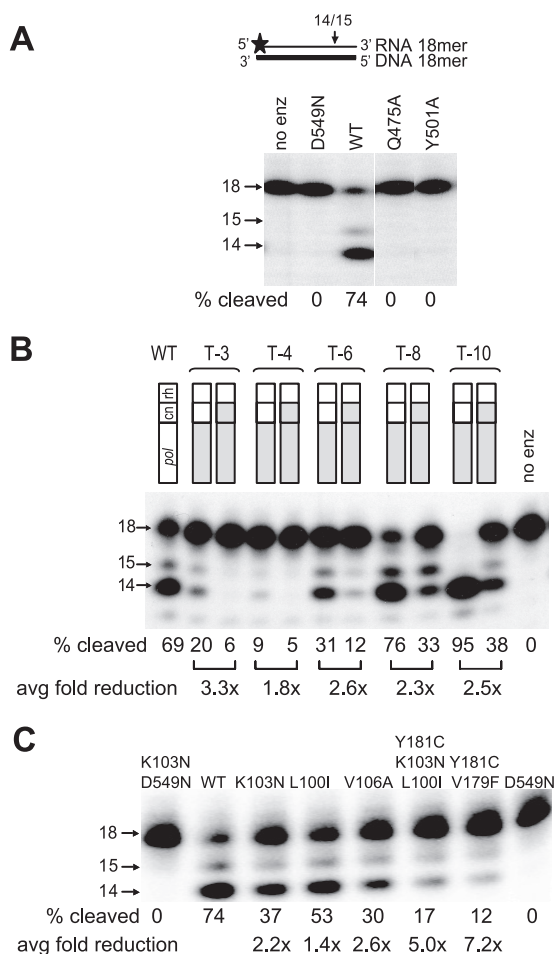 A
14/15
5' 3' RNA 18mer
3' 5' DNA 18mer
no enz D549N WT Q475A Y501A
18
15
14
% cleaved 0 74 0 0
B
WT T-3 T-4 T-6 T-8 T-10
rh
cn
pol
no enz
18
15
14
% cleaved 69 20 6 9 5 31 12 76 33 95 38 0
avg fold reduction 3.3x 1.8x 2.6x 2.3x 2.5x
C
Y181C
K103N K103N Y181C
D549N WT K103N L100I V106A L100I V179F D549N
18
15
14
% cleaved 0 74 37 53 30 17 12 0
avg fold reduction 2.2x 1.4x 2.6x 5.0x 7.2x